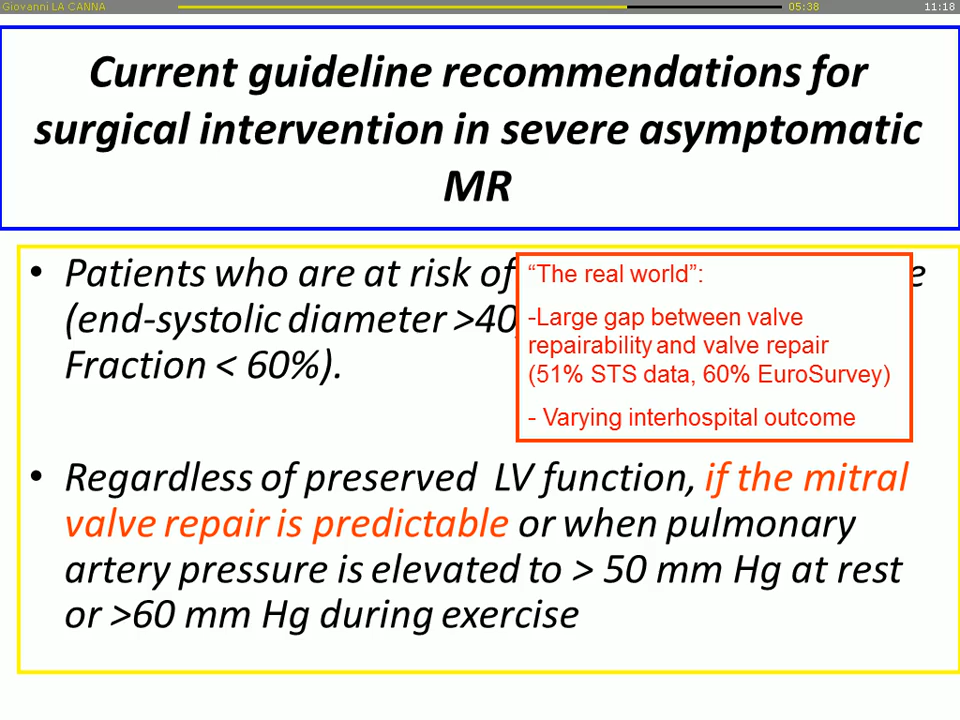 Giovanni LA CANNA
05:38
11:18
Current guideline recommendations for
surgical intervention in severe asymptomatic
MR
• Patients who are at risk of
(end-systolic diameter >40
Fraction < 60%).
“The real world”:
-Large gap between valve
repairability and valve repair
(51% STS data, 60% EuroSurvey)
- Varying interhospital outcome
• Regardless of preserved LV function, if the mitral
valve repair is predictable or when pulmonary
artery pressure is elevated to > 50 mm Hg at rest
or >60 mm Hg during exercise